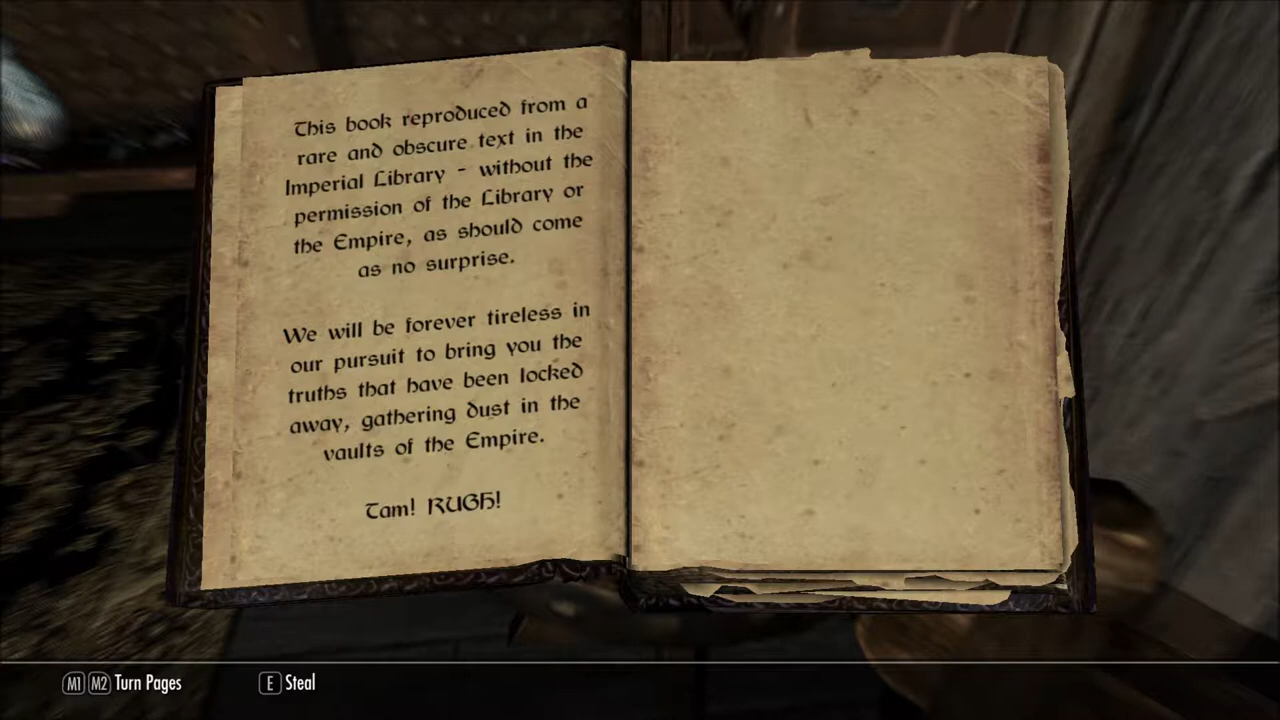 This book reproduced from a
rare and obscure text in the
Imperial Library - without the
permission of the Library or
the Empire, as should come
as no surprise.
We will be forever tireless in
our pursuit to bring you the
truths that have been locked
away, gathering dust in the
vaults of the Empire.
Tam! RUGH!
M1 M2 Turn Pages
E Steal